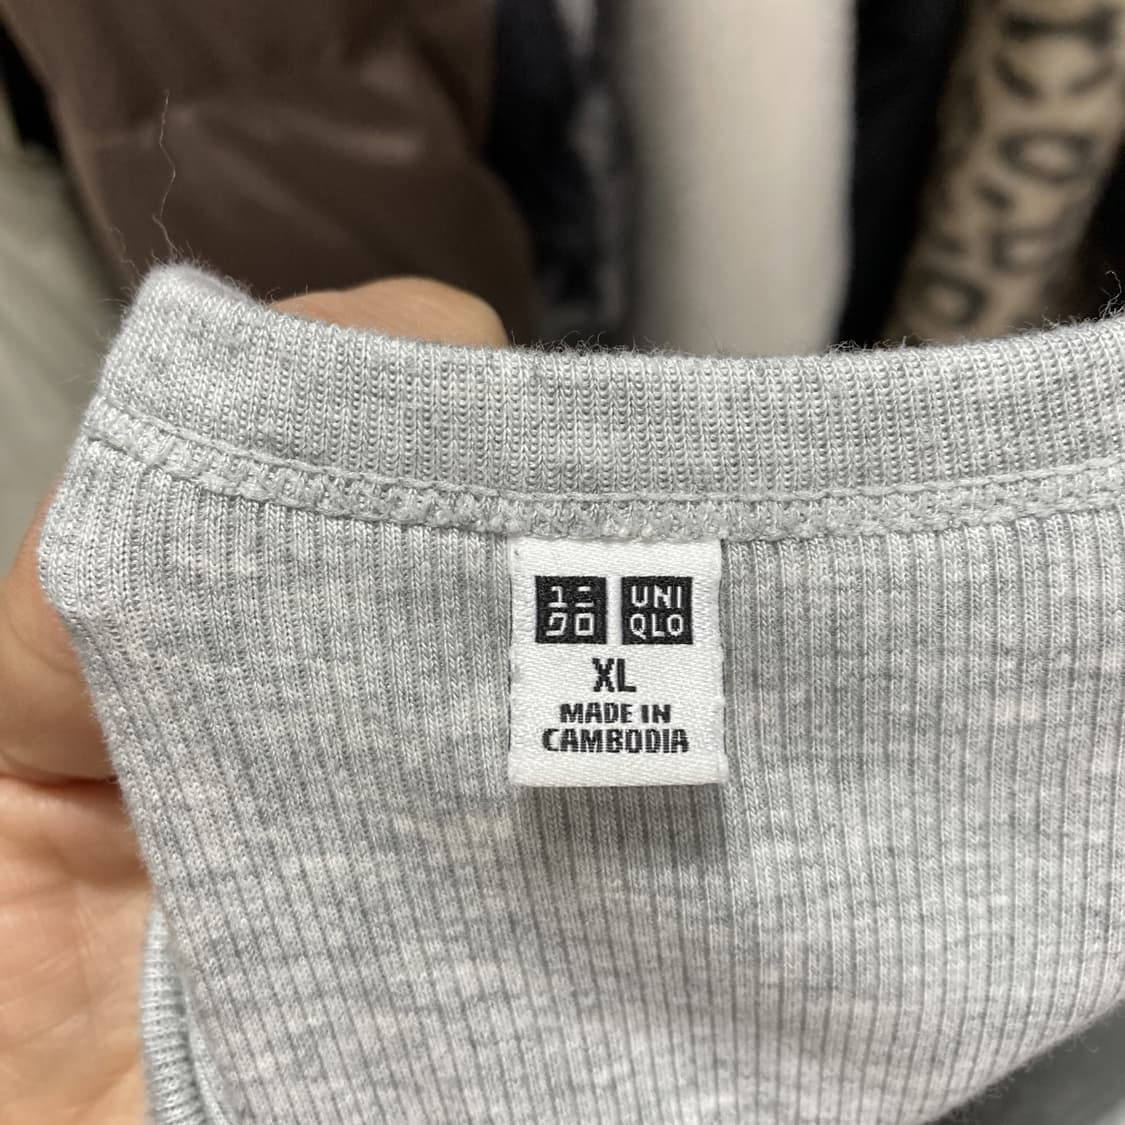 ユニ UNI
クロ QLO
XL
MADE IN
CAMBODIA